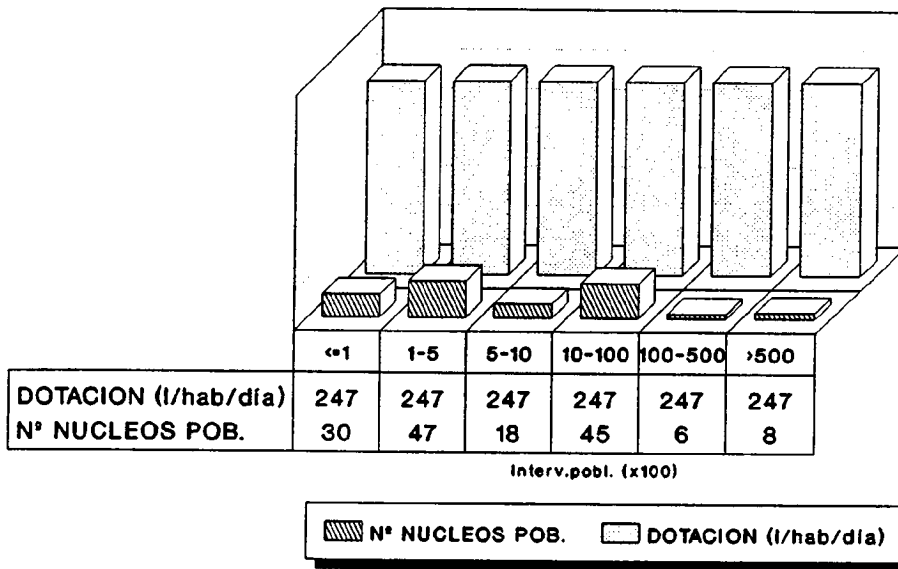 <=1 1-5 5-10 10-100 100-500 >500
DOTACION (l/hab/día) 247 247 247 247 247 247
Nº NUCLEOS POB. 30 47 18 45 6 8
Interv.pobl. (x100)
Nº NUCLEOS POB. DOTACION (l/hab/día)